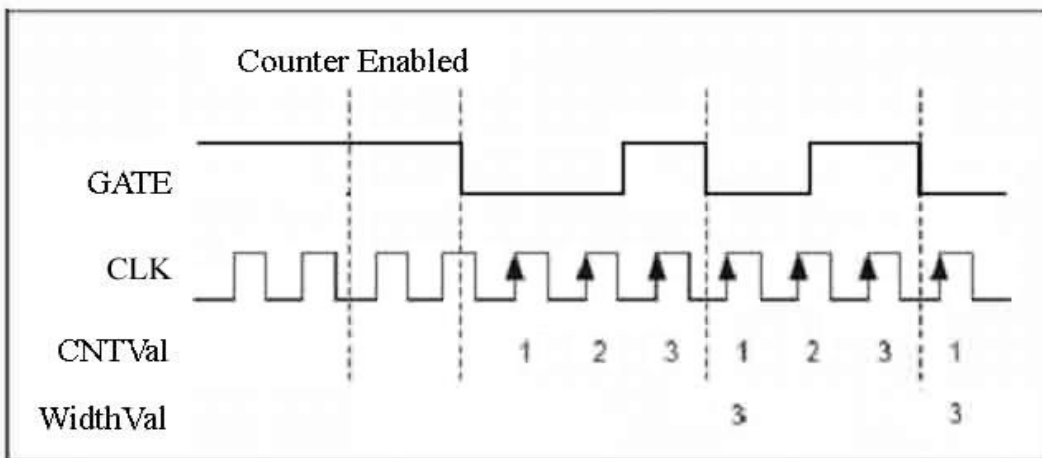 Counter Enabled
GATE
CLK
CNTVal 1 2 3 1 2 3 1
WidthVal 3 3